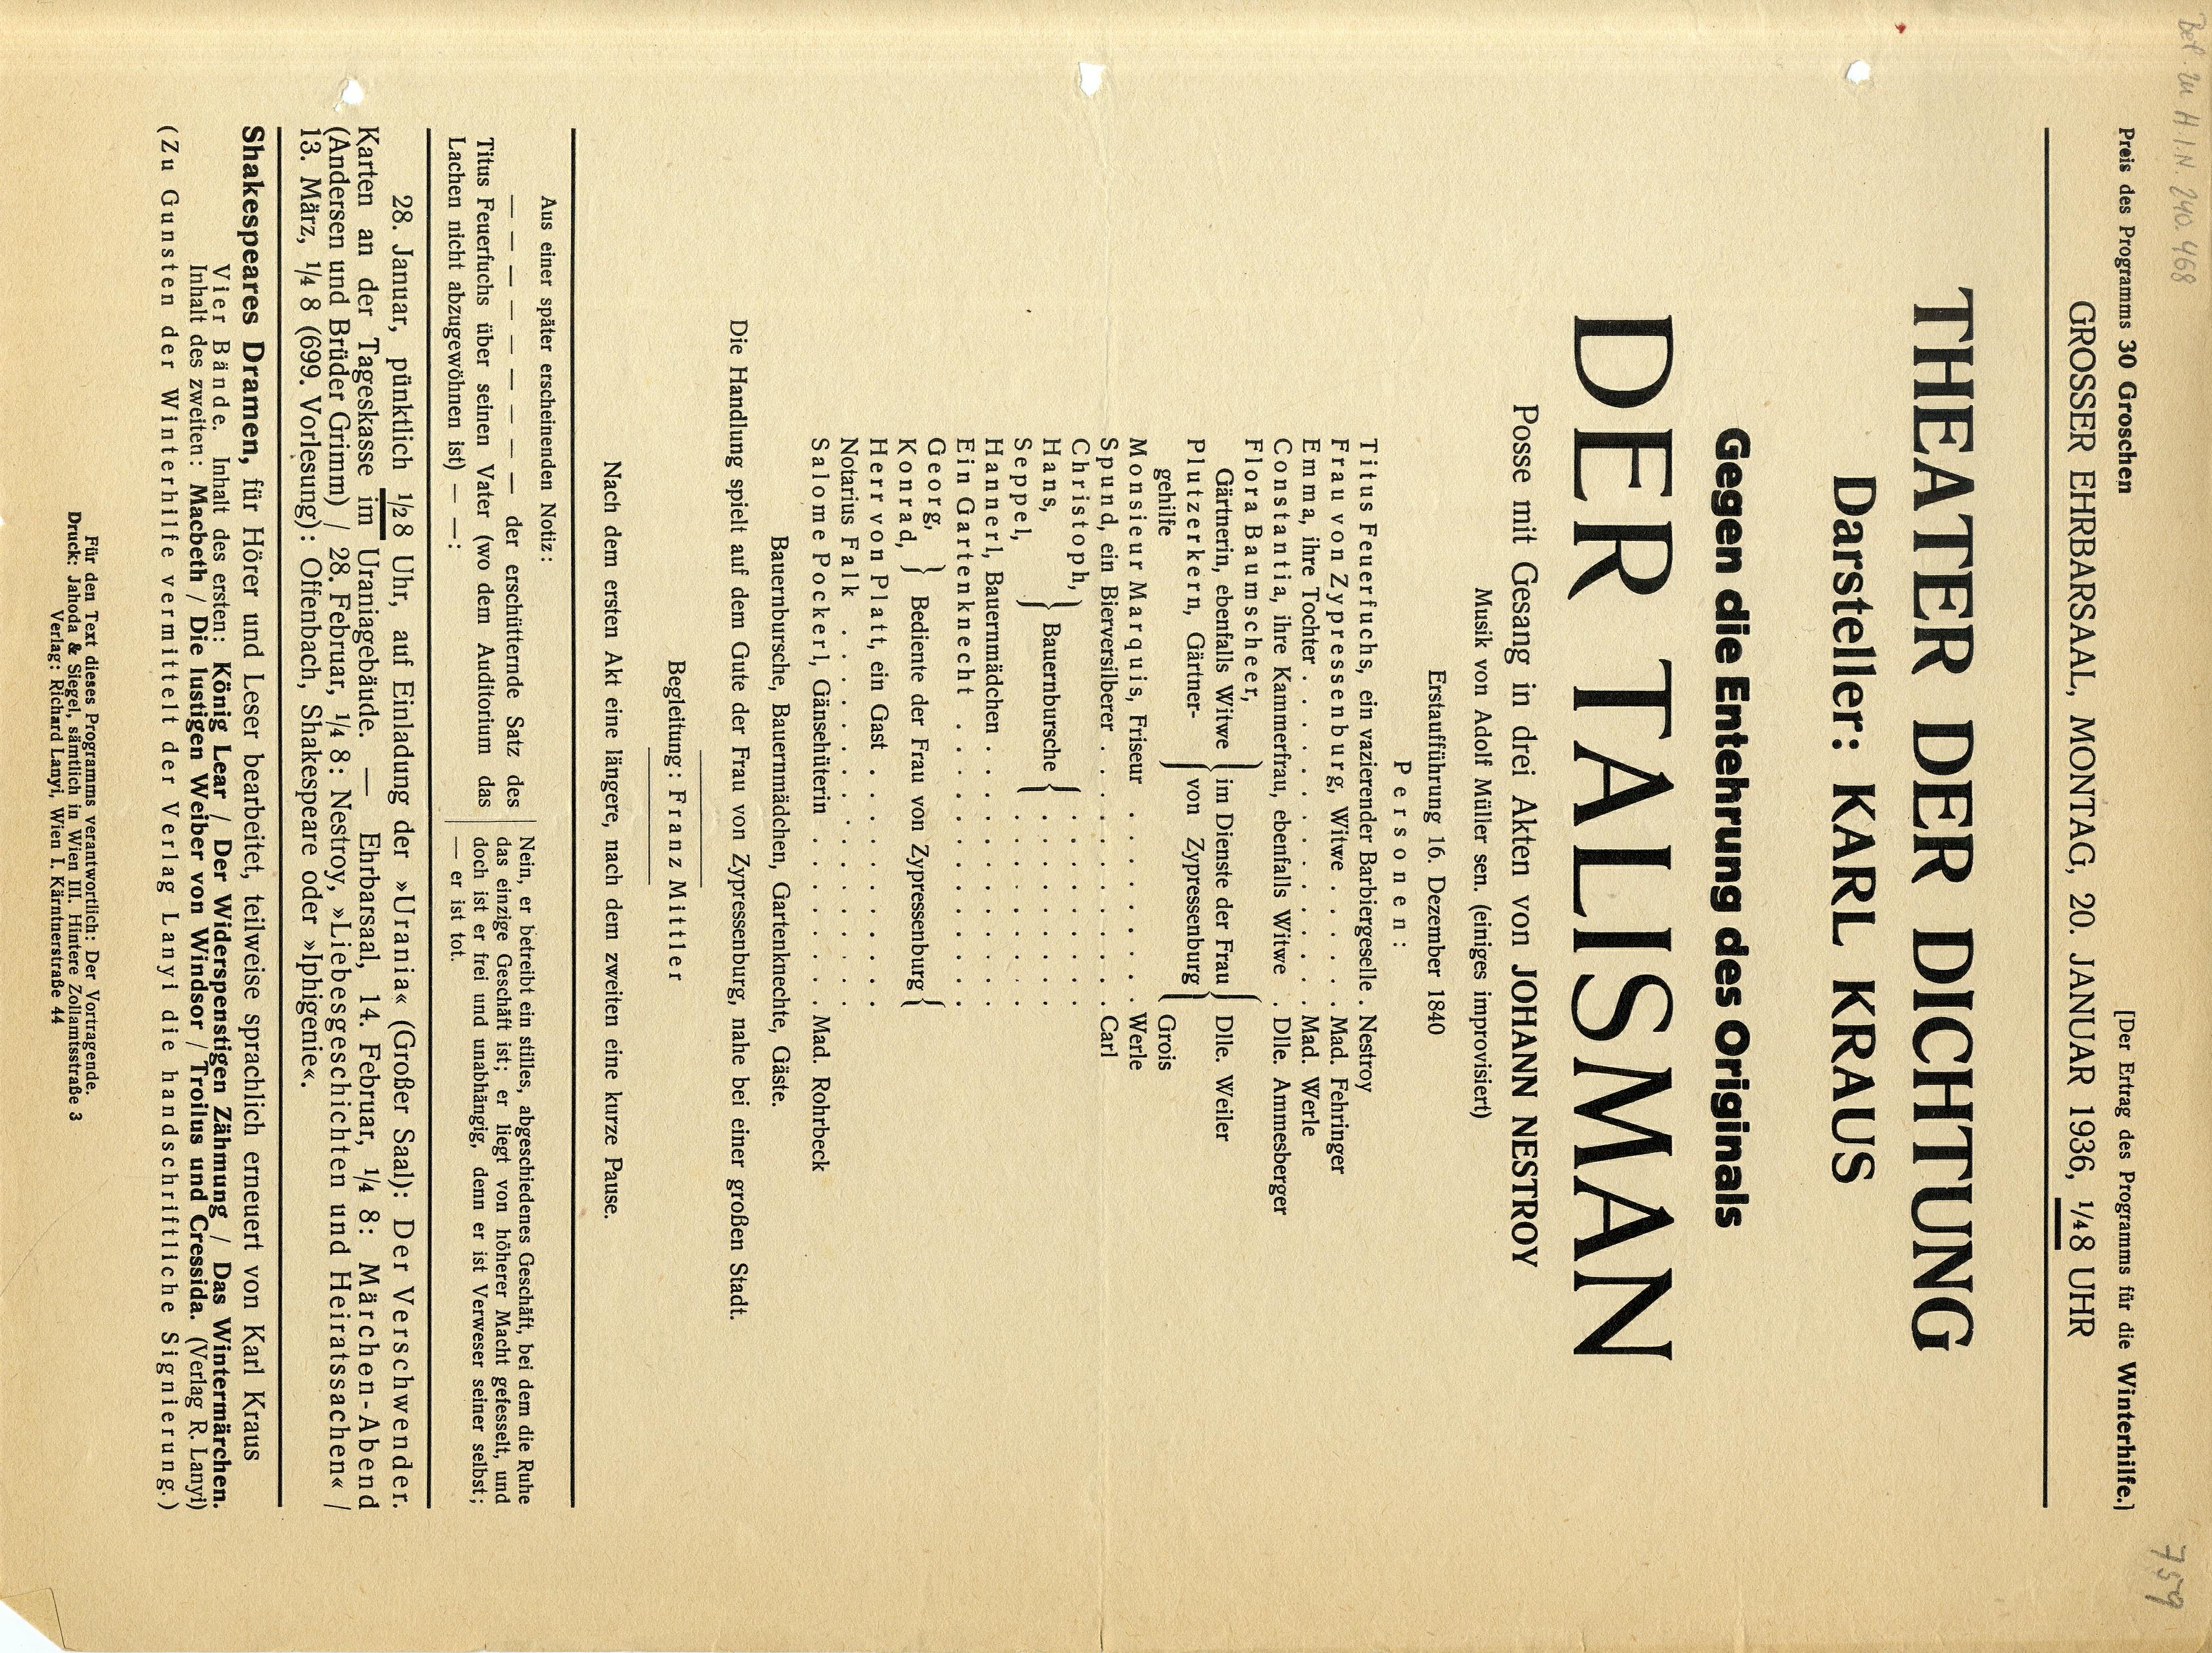 Bel. zu H.I.N. 240.468
759
Preis des Programms 30 Groschen [Der Ertrag des Programms für die Winterhilfe.]
GROSSER EHRBARSAAL, MONTAG, 20. JANUAR 1936, ¼8 UHR
THEATER DER DICHTUNG
Darsteller: KARL KRAUS
Gegen die Entehrung des Originals
DER TALISMAN
Posse mit Gesang in drei Akten von JOHANN NESTROY
Musik von Adolf Müller sen. (einiges improvisiert)
Erstaufführung 16. Dezember 1840
Personen:
Titus Feuerfuchs, ein vazierender Barbiergeselle . Nestroy
Frau von Zypressenburg, Witwe . . . . . Mad. Fehringer
Emma, ihre Tochter . . . . . . . . . . . . Mad. Werle
Constantia, ihre Kammerfrau, ebenfalls Witwe . Dlle. Ammesberger
Flora Baumscher,
Gärtnerin, ebenfalls Witwe } im Dienste der Frau { Dlle. Weiler
Plutzerkern, Gärtner- } von Zypressenburg {
gehilfe Grois
Monsieur Marquis, Friseur . . . . . . . . Werle
Spund, ein Bierversilberer . . . . . . . . . . Carl
Christoph, }
Hans, } Bauernbursche { . . . . . . . .
Seppel, }
Hannerl, Bauernmädchen . . . . . . . . . .
Ein Gartenknecht . . . . . . . . . . .
Georg, }
Konrad, } Bediente der Frau von Zypressenburg {
Herr von Platt, ein Gast . . . . . . . . .
Notarius Falk . . . . . . . . . . . . .
Salome Pockerl, Gänsehüterin . . . . . . . Mad. Rohrbeck
Bauernbursche, Bauernmädchen, Gartenknechte, Gäste.
Die Handlung spielt auf dem Gute der Frau von Zypressenburg, nahe bei einer großen Stadt.
Begleitung: Franz Mittler
Nach dem ersten Akt eine längere, nach dem zweiten eine kurze Pause.
Aus einer später erscheinenden Notiz:
— — — — — — — — — der erschütternde Satz des
Titus Feuerfuchs über seinen Vater (wo dem Auditorium das
Lachen nicht abzugewöhnen ist) — — :
Nein, er betreibt ein stilles, abgeschiedenes Geschäft, bei dem die Ruhe
das einzige Geschäft ist; er liegt von höherer Macht gefesselt, und
doch ist er frei und unabhängig, denn er ist Verweser seiner selbst;
— er ist tot.
28. Januar, pünktlich ½8 Uhr, auf Einladung der »Urania« (Großer Saal): Der Verschwender.
Karten an der Tageskasse im Uraniagebäude. — Ehrbarsaal, 14. Februar, ¼ 8: Märchen-Abend
(Andersen und Brüder Grimm) / 28. Februar, ¼ 8: Nestroy, »Liebesgeschichten und Heiratssachen« /
13. März, ¼ 8 (699. Vorlesung): Offenbach, Shakespeare oder »Iphigenie«.
Shakespeares Dramen, für Hörer und Leser bearbeitet, teilweise sprachlich erneuert von Karl Kraus
Vier Bände. Inhalt des ersten: König Lear / Der Widerspenstigen Zähmung / Das Wintermärchen.
Inhalt des zweiten: Macbeth / Die lustigen Weiber von Windsor / Troilus und Cressida. (Verlag R. Lanyi)
(Zu Gunsten der Winterhilfe vermittelt der Verlag Lanyi die handschriftliche Signierung.)
Für den Text dieses Programms verantwortlich: Der Vortragende.
Druck: Jahoda & Siegel, sämtlich in Wien III. Hintere Zollamtsstraße 3
Verlag: Richard Lanyi, Wien I. Kärntnerstraße 44